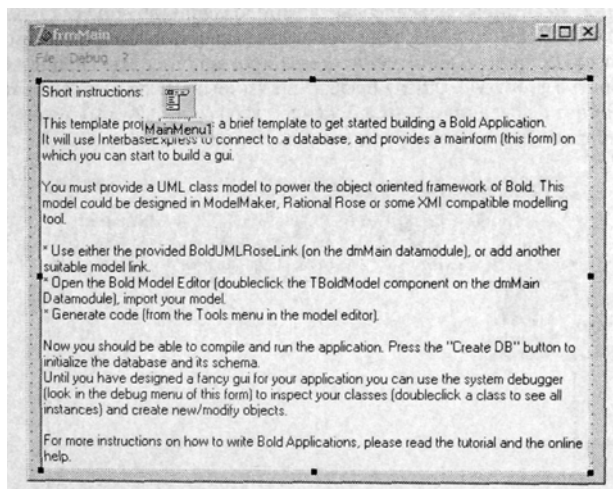 frmMain
File Debug ?
Short instructions:
MainMenu1
This template a brief template to get started building a Bold Application.
It will use InterbaseExpress to connect to a database, and provides a mainform (this form) on
which you can start to build a gui.
You must provide a UML class model to power the object oriented framework of Bold. This
model could be designed in ModelMaker, Rational Rose or some XMI compatible modelling
tool.
* Use either the provided BoldUMLRoseLink (on the dmMain datamodule), or add another
suitable model link.
* Open the Bold Model Editor (doubleclick the TBoldModel component on the dmMain
Datamodule), import your model.
* Generate code (from the Tools menu in the model editor).
Now you should be able to compile and run the application. Press the "Create DB" button to
initialize the database and its schema.
Until you have designed a fancy gui for your application you can use the system debugger
(look in the debug menu of this form) to inspect your classes (doubleclick a class to see all
instances) and create new/modify objects.
For more instructions on how to write Bold Applications, please read the tutorial and the online
help.